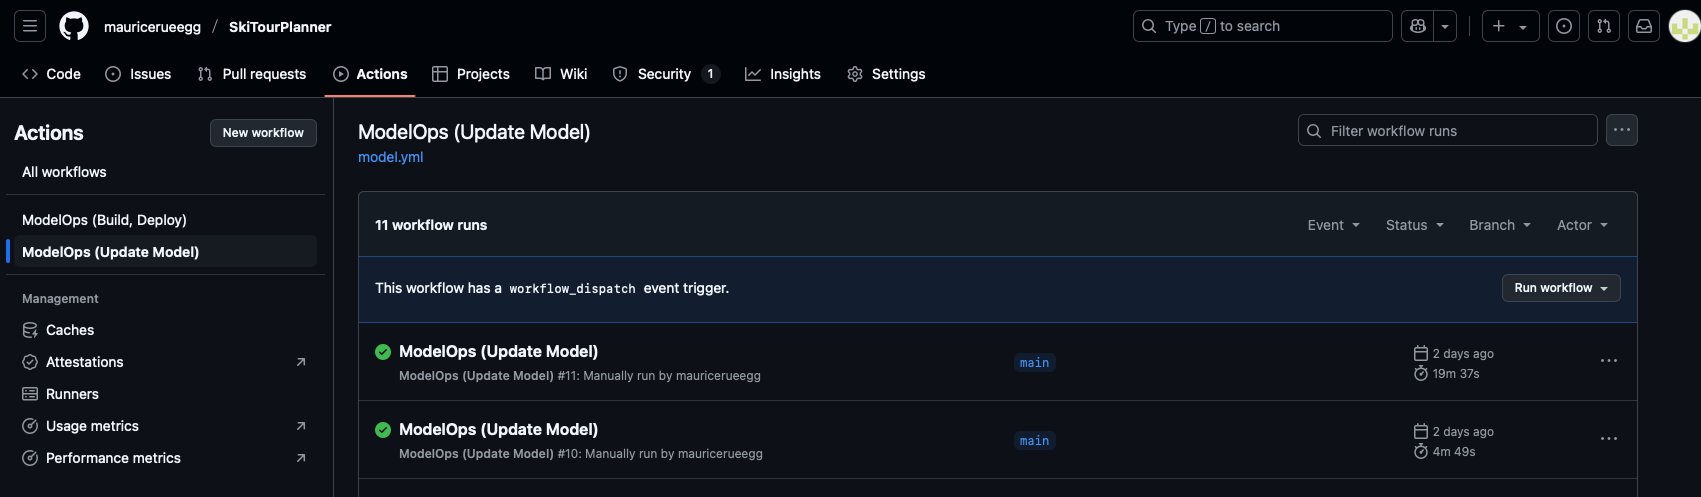 mauricerueegg / SkiTourPlanner
Type / to search
Code
Issues
Pull requests
Actions
Projects
Wiki
Security 1
Insights
Settings
Actions
New workflow
All workflows
ModelOps (Build, Deploy)
ModelOps (Update Model)
Management
Caches
Attestations
Runners
Usage metrics
Performance metrics
ModelOps (Update Model)
model.yml
Filter workflow runs
11 workflow runs
Event
Status
Branch
Actor
This workflow has a workflow_dispatch event trigger.
Run workflow
ModelOps (Update Model)
ModelOps (Update Model) #11: Manually run by mauricerueegg
main
2 days ago
19m 37s
ModelOps (Update Model)
ModelOps (Update Model) #10: Manually run by mauricerueegg
main
2 days ago
4m 49s